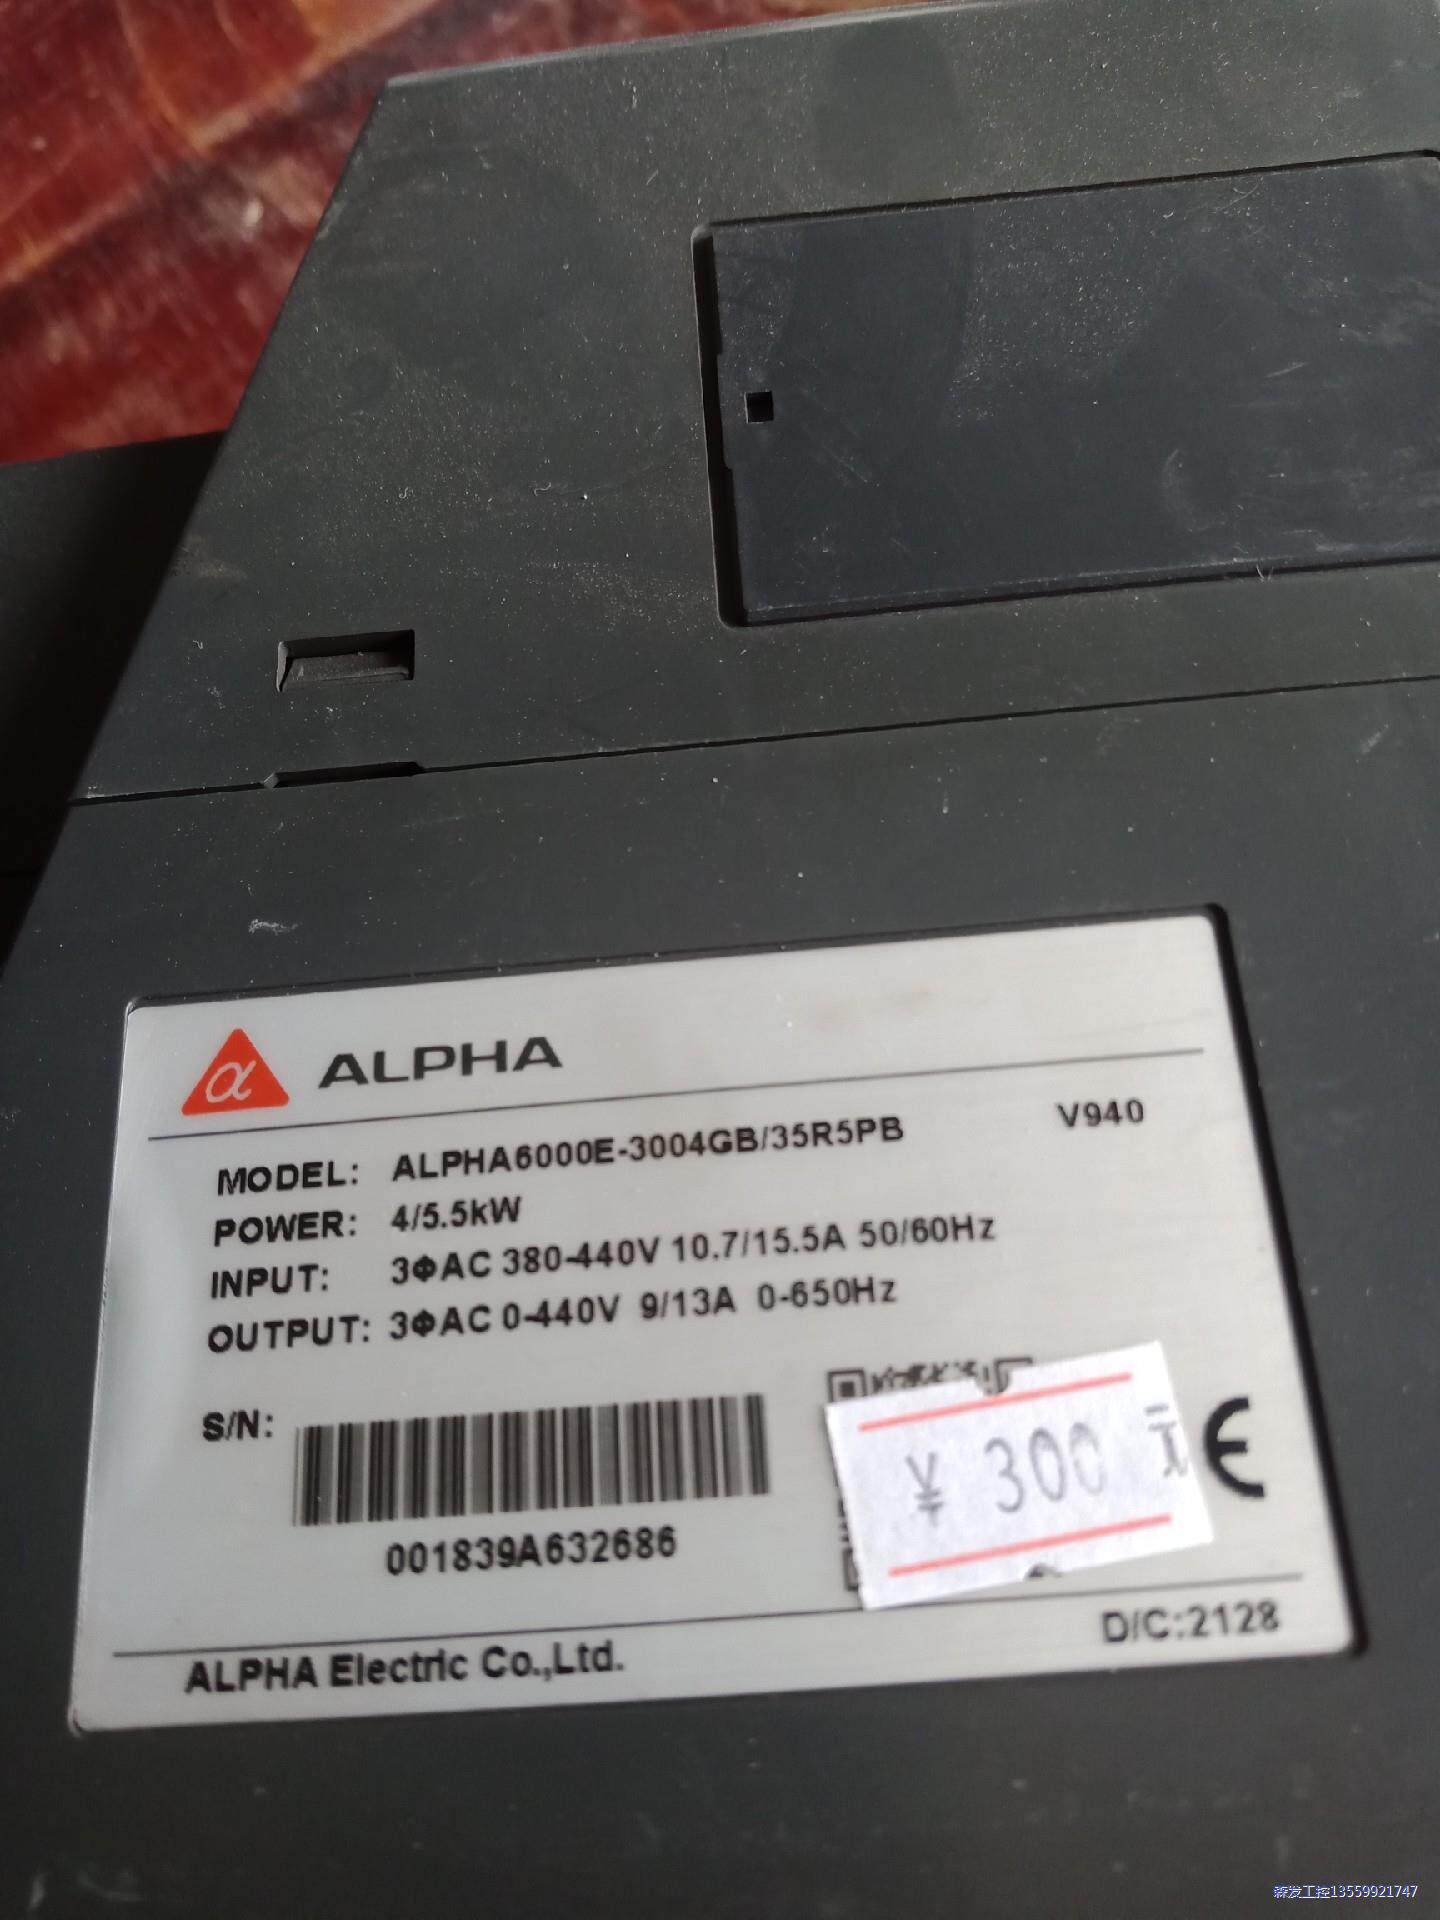 α ALPHA
MODEL: ALPHA6000E-3004GB/35R5PB V940
POWER: 4/5.5kW
INPUT: 3ΦAC 380-440V 10.7/15.5A 50/60Hz
OUTPUT: 3ΦAC 0-440V 9/13A 0-650Hz
S/N:
001839A632686
¥ 300 元
CE
ALPHA Electric Co.,Ltd.
D/C:2128
森发工控13559921747